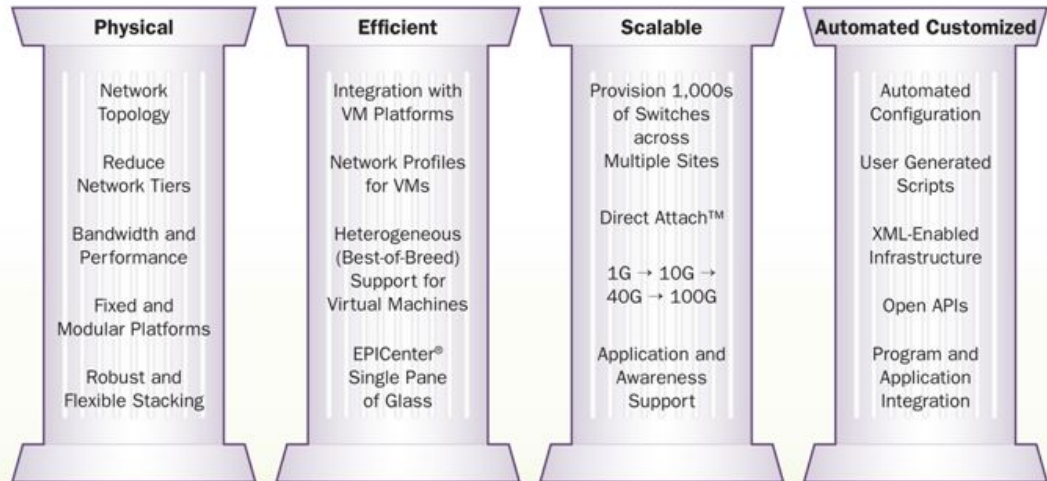 Physical
Network
Topology
Reduce
Network Tiers
Bandwidth and
Performance
Fixed and
Modular Platforms
Robust and
Flexible Stacking
Efficient
Integration with
VM Platforms
Network Profiles
for VMs
Heterogeneous
(Best-of-Breed)
Support for
Virtual Machines
EPICenter®
Single Pane
of Glass
Scalable
Provision 1,000s
of Switches
across
Multiple Sites
Direct Attach™
1G → 10G →
40G → 100G
Application and
Awareness
Support
Automated Customized
Automated
Configuration
User Generated
Scripts
XML-Enabled
Infrastructure
Open APIs
Program and
Application
Integration